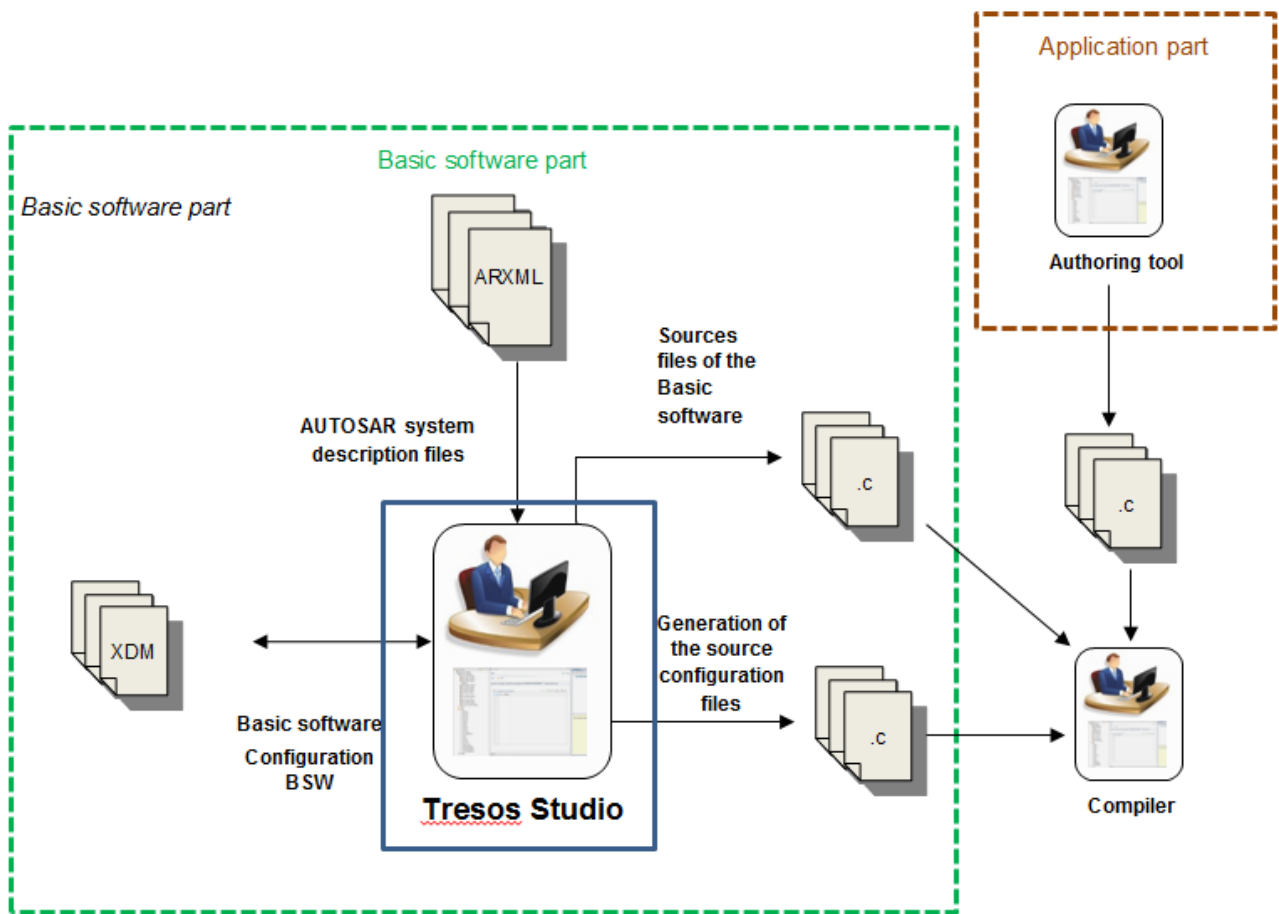 Application part
Authoring tool
Basic software part
Basic software part
ARXML
AUTOSAR system
description files
Sources
files of the
Basic
software
.c
.c
XDM
Basic software
Configuration
BSW
Tresos Studio
Generation of
the source
configuration
files
.c
Compiler